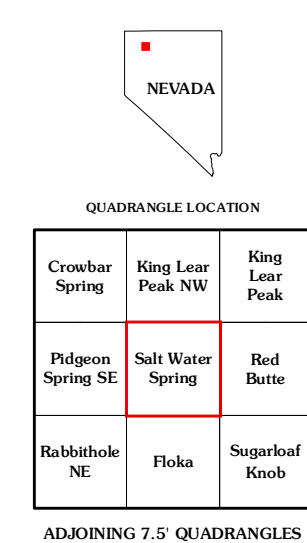 NEVADA
QUADRANGLE LOCATION
Crowbar
Spring
King Lear
Peak NW
King
Lear
Peak
Pidgeon
Spring SE
Salt Water
Spring
Red
Butte
Rabbithole
NE
Floka
Sugarloaf
Knob
ADJOINING 7.5' QUADRANGLES